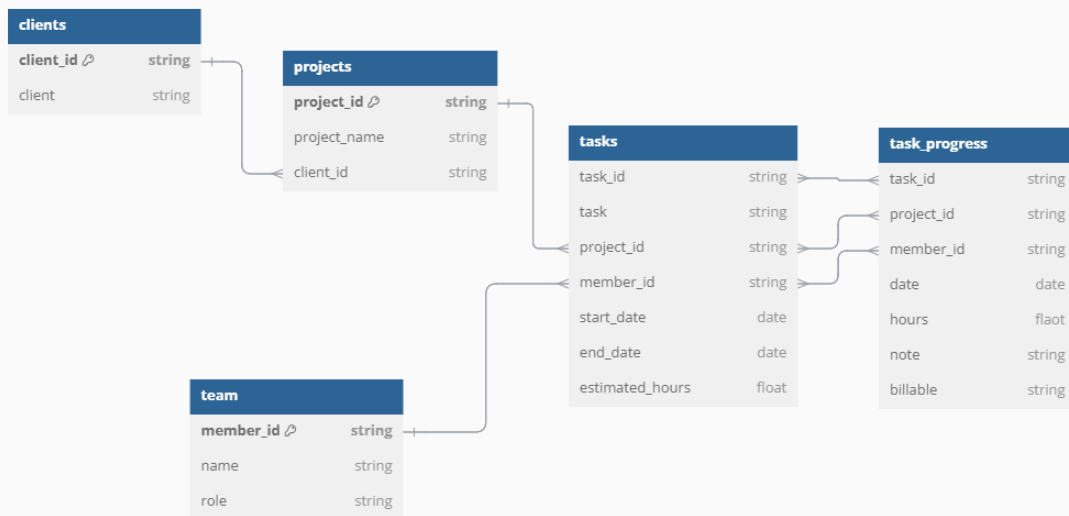 clients
client_id string
client string
projects
project_id string
project_name string
client_id string
tasks
task_id string
task string
project_id string
member_id string
start_date date
end_date date
estimated_hours float
task_progress
task_id string
project_id string
member_id string
date date
hours flaot
note string
billable string
team
member_id string
name string
role string